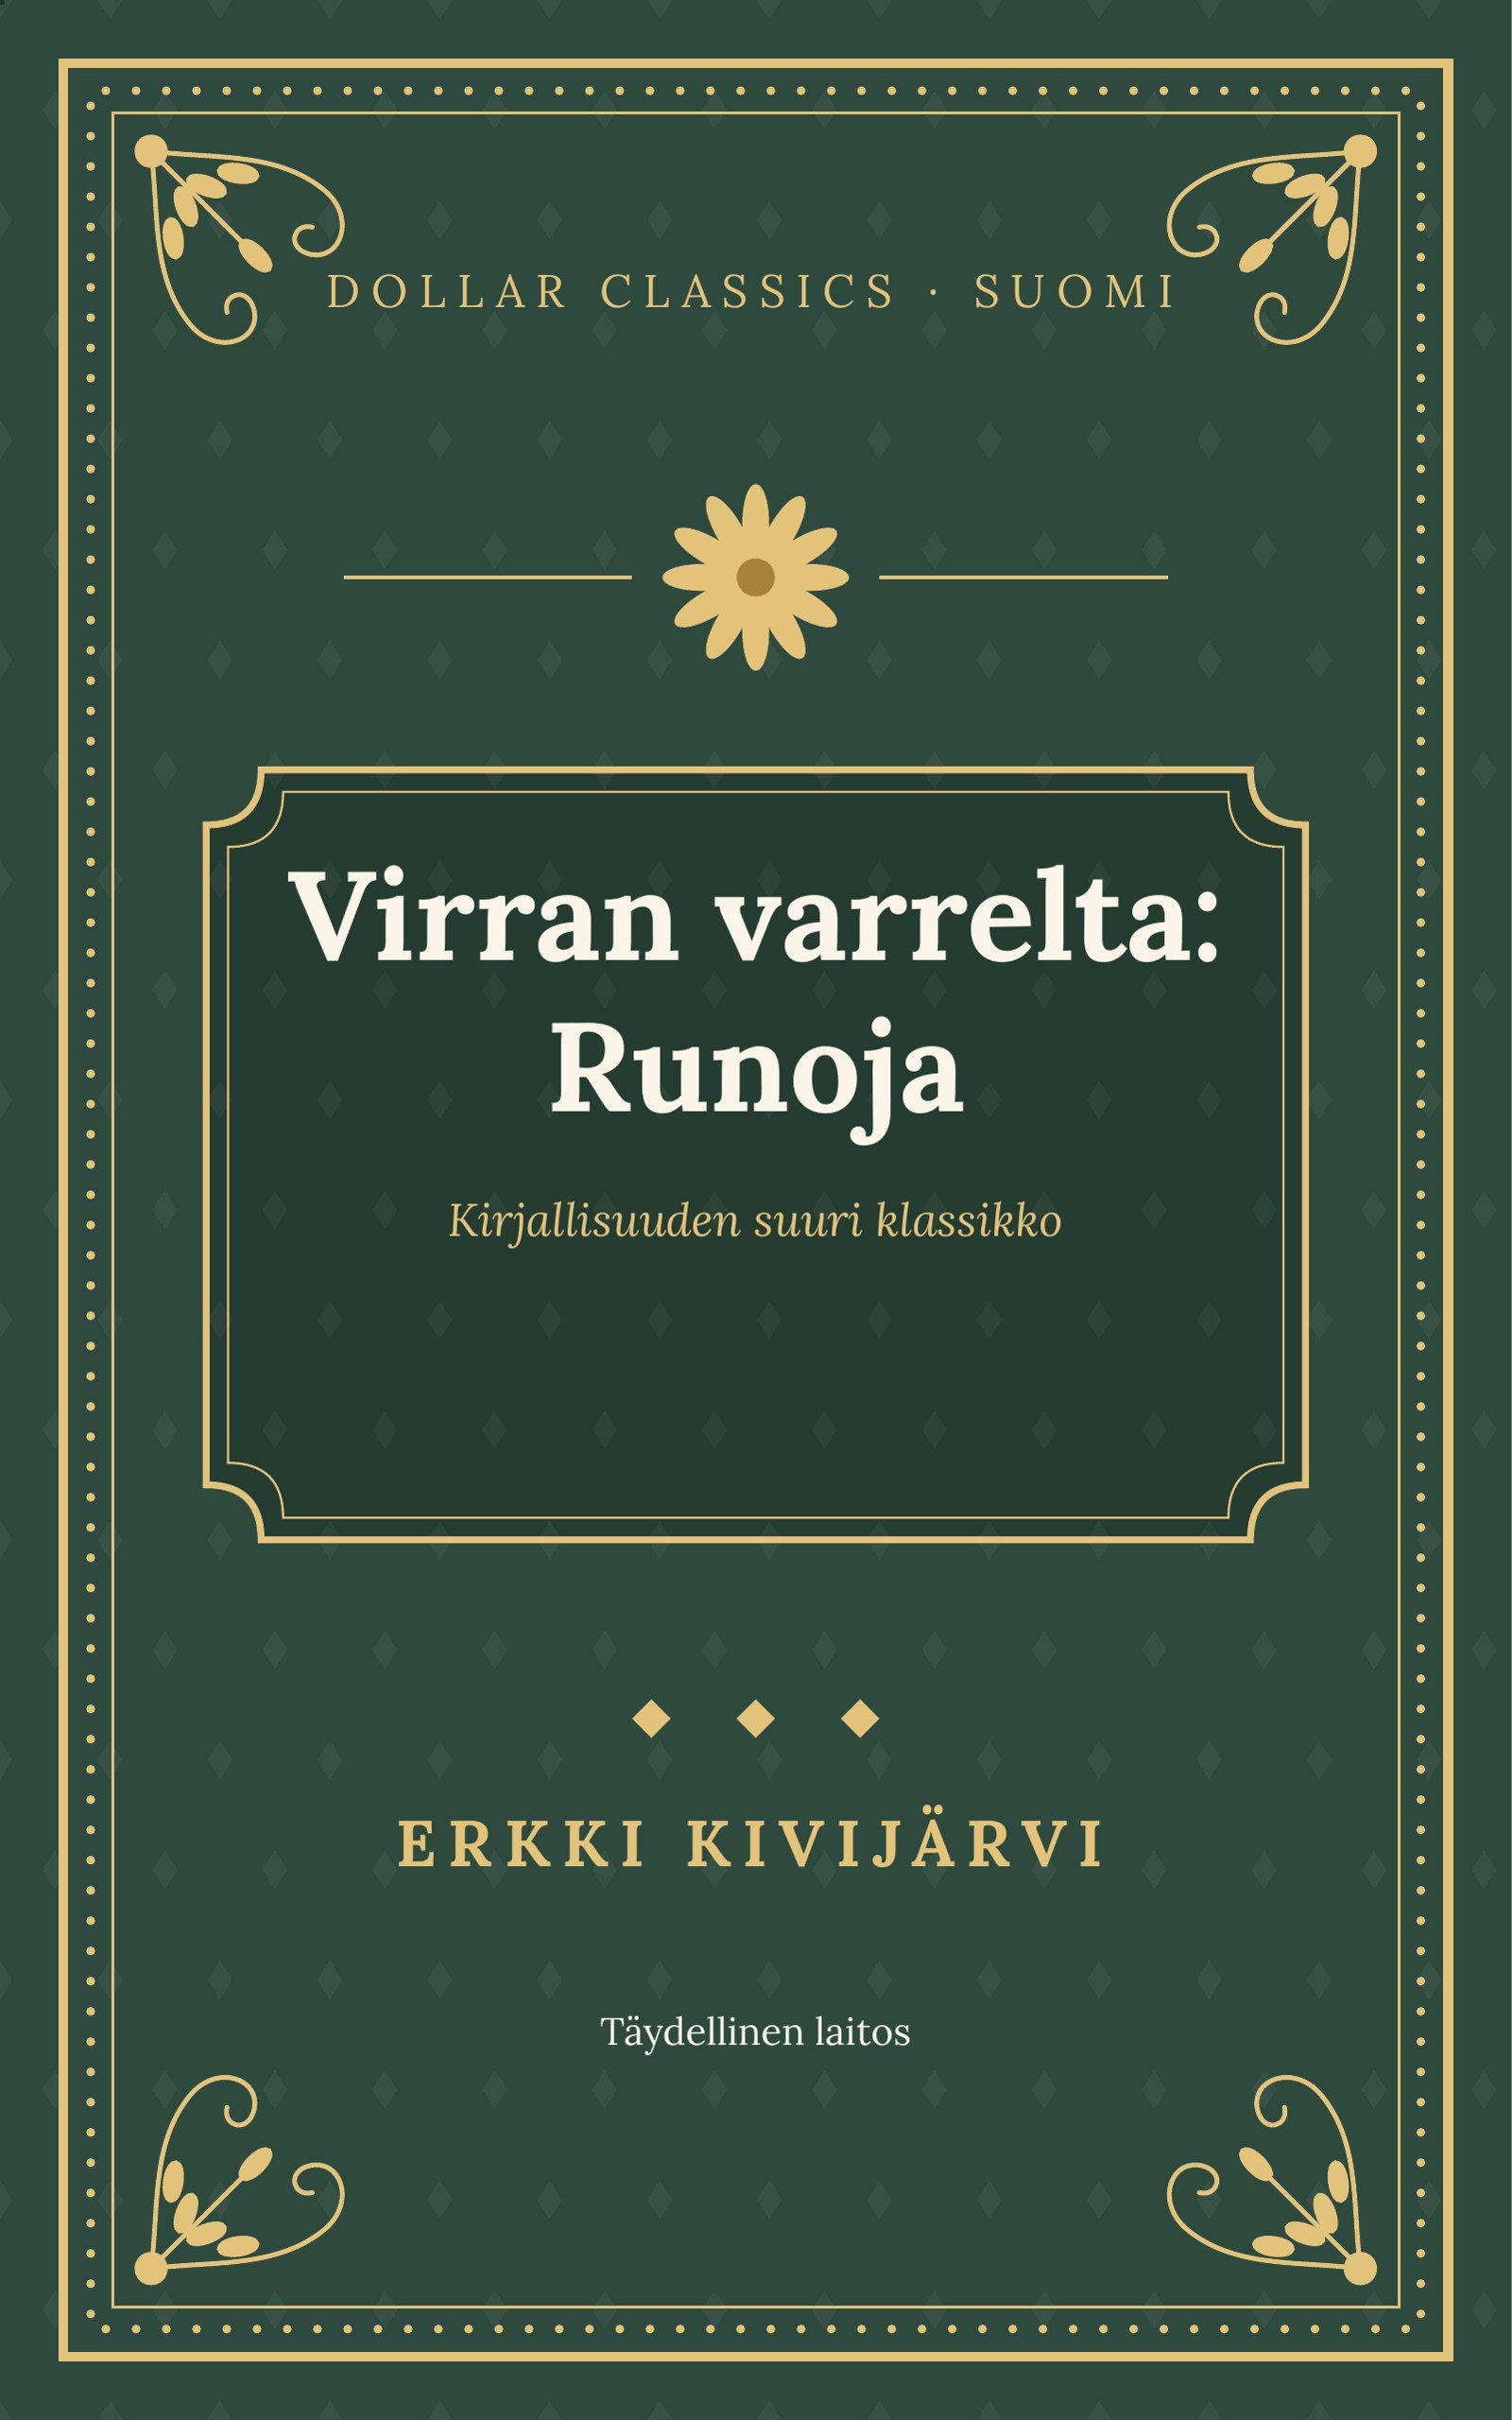 DOLLAR CLASSICS · SUOMI
Virran varrelta:
Runoja
Kirjallisuuden suuri klassikko
ERKKI KIVIJÄRVI
Täydellinen laitos